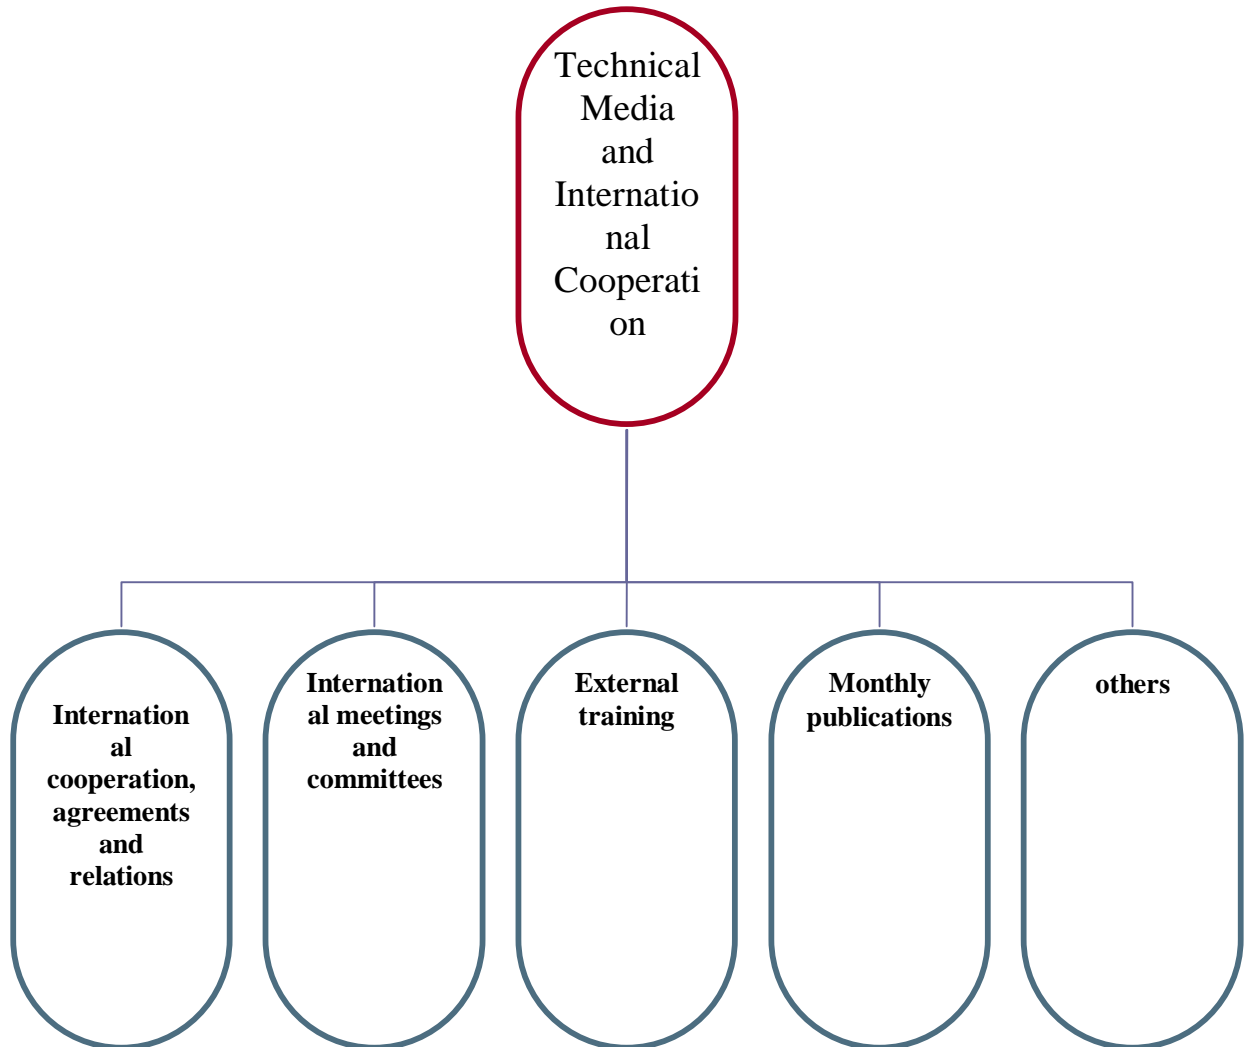 Technical
Media
and
Internatio
nal
Cooperati
on
Internation
al
cooperation,
agreements
and
relations
Internation
al meetings
and
committees
External
training
Monthly
publications
others